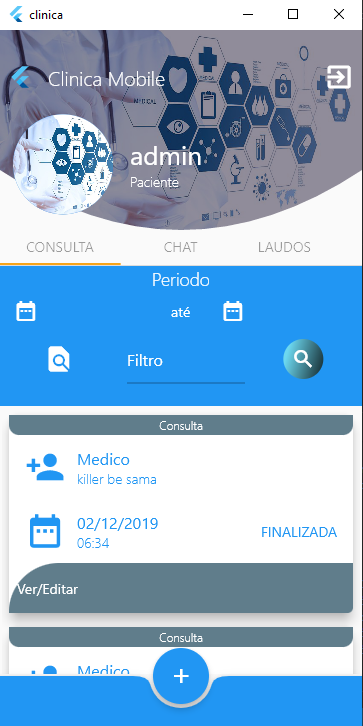 clinica
Clinica Mobile
MEDICAL
admin
Paciente
CONSULTA CHAT LAUDOS
Periodo
até
Filtro
Consulta
Medico
killer be sama
02/12/2019
06:34
FINALIZADA
Ver/Editar
Consulta
Medico
+